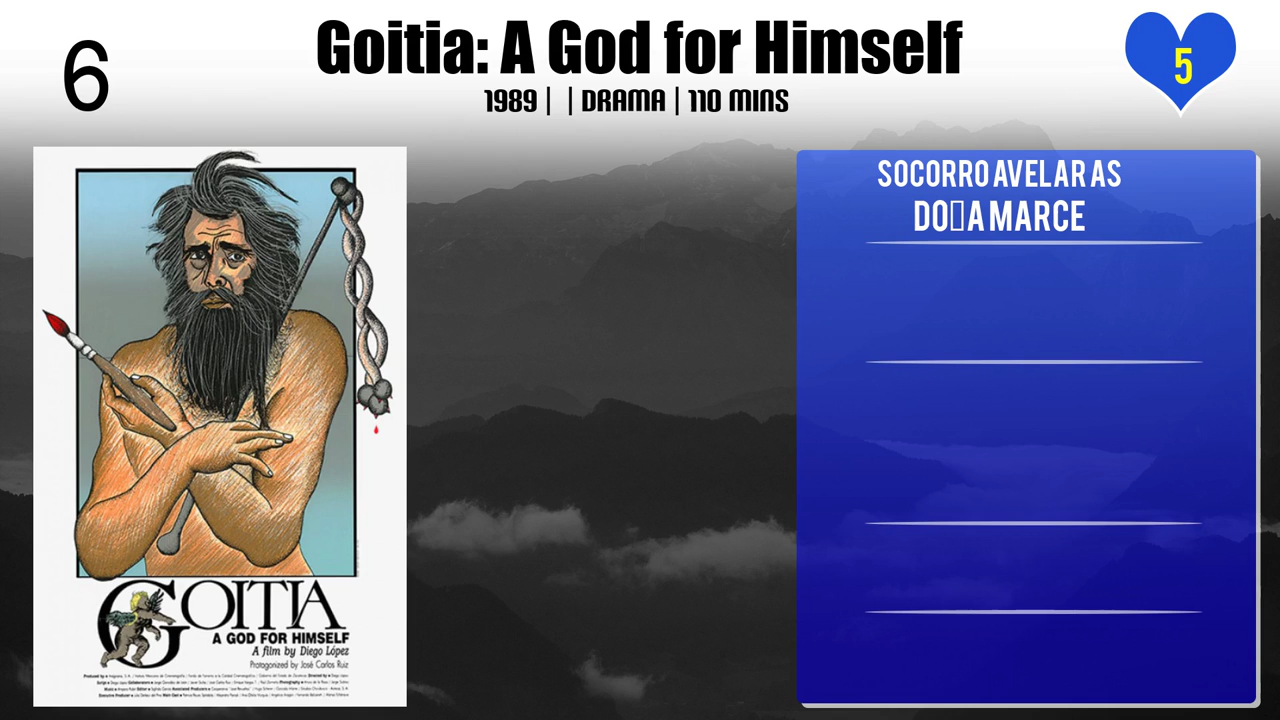 6
Goitia: A God for Himself
5
1989 | | DRAMA | 110 MINS
SOCORRO AVELAR AS
DO▯A MARCE
GOITIA
A GOD FOR HIMSELF
A film by Diego López
Protagonized by José Carlos Ruiz